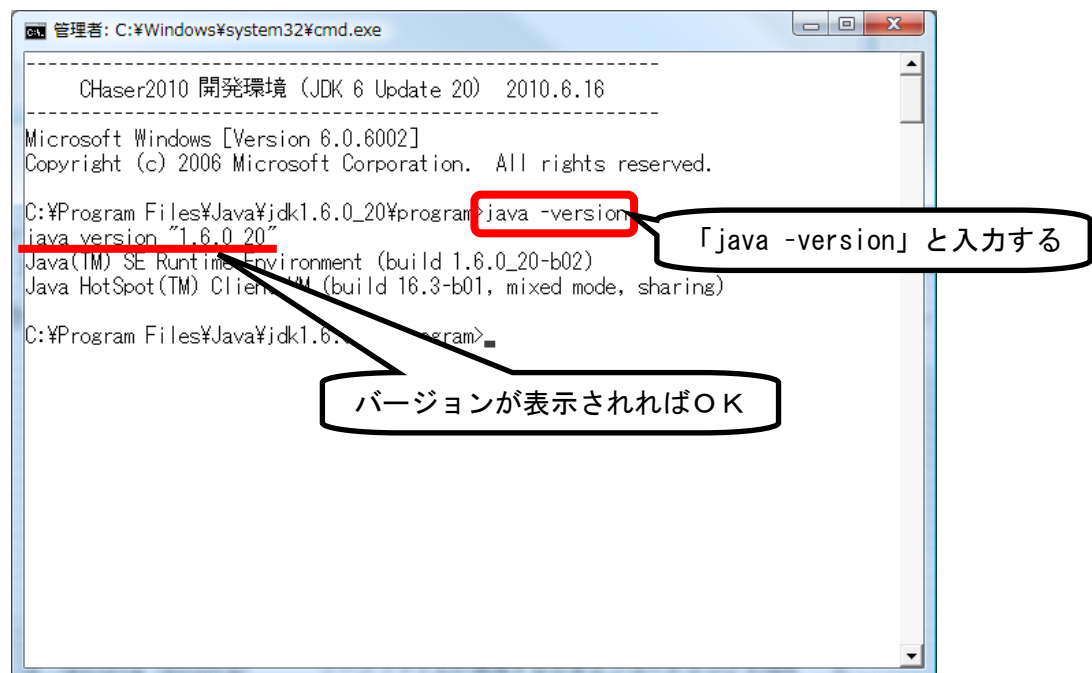 管理者: C:¥Windows¥system32¥cmd.exe
------------------------------------------------------------
CHaser2010 開発環境 (JDK 6 Update 20) 2010.6.16
------------------------------------------------------------
Microsoft Windows [Version 6.0.6002]
Copyright (c) 2006 Microsoft Corporation. All rights reserved.
C:¥Program Files¥Java¥jdk1.6.0_20¥program>java -version
java version "1.6.0_20"
Java(TM) SE Runtime Environment (build 1.6.0_20-b02)
Java HotSpot(TM) Client VM (build 16.3-b01, mixed mode, sharing)
C:¥Program Files¥Java¥jdk1.6. gram>
「java -version」と入力する
バージョンが表示されればＯＫ